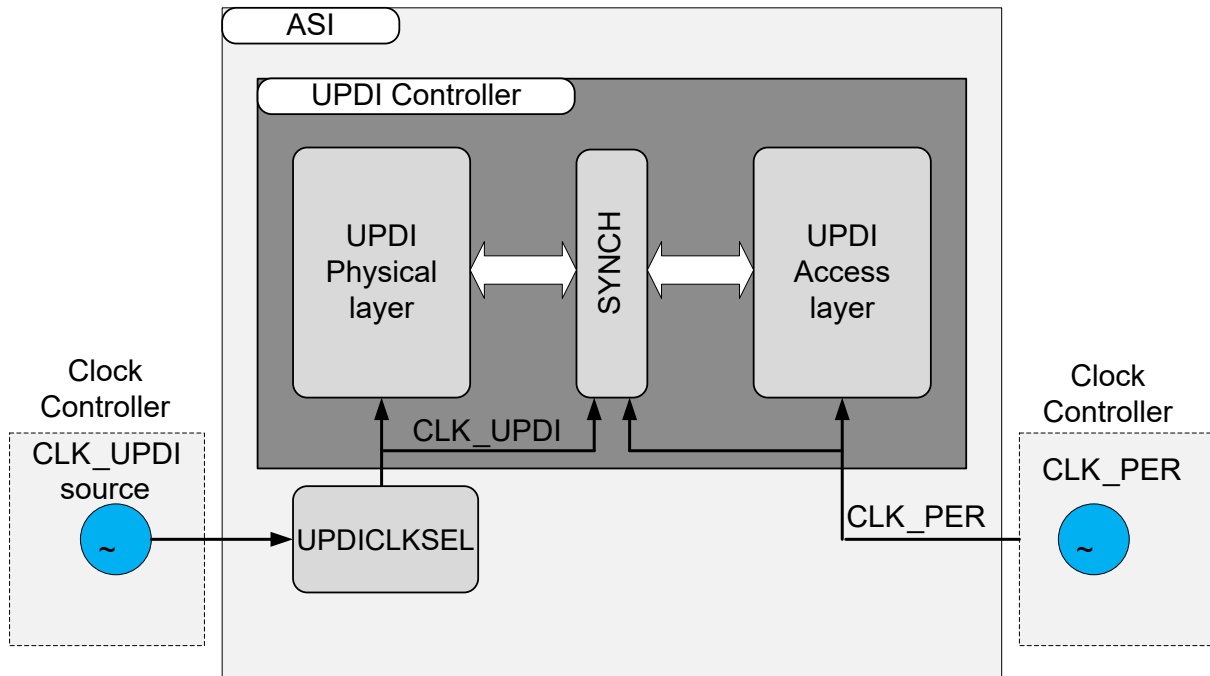 ASI
UPDI Controller
UPDI
Physical
layer
SYNCH
UPDI
Access
layer
Clock
Controller
CLK_UPDI
source
~
CLK_UPDI
UPDICLKSEL
CLK_PER
Clock
Controller
CLK_PER
~